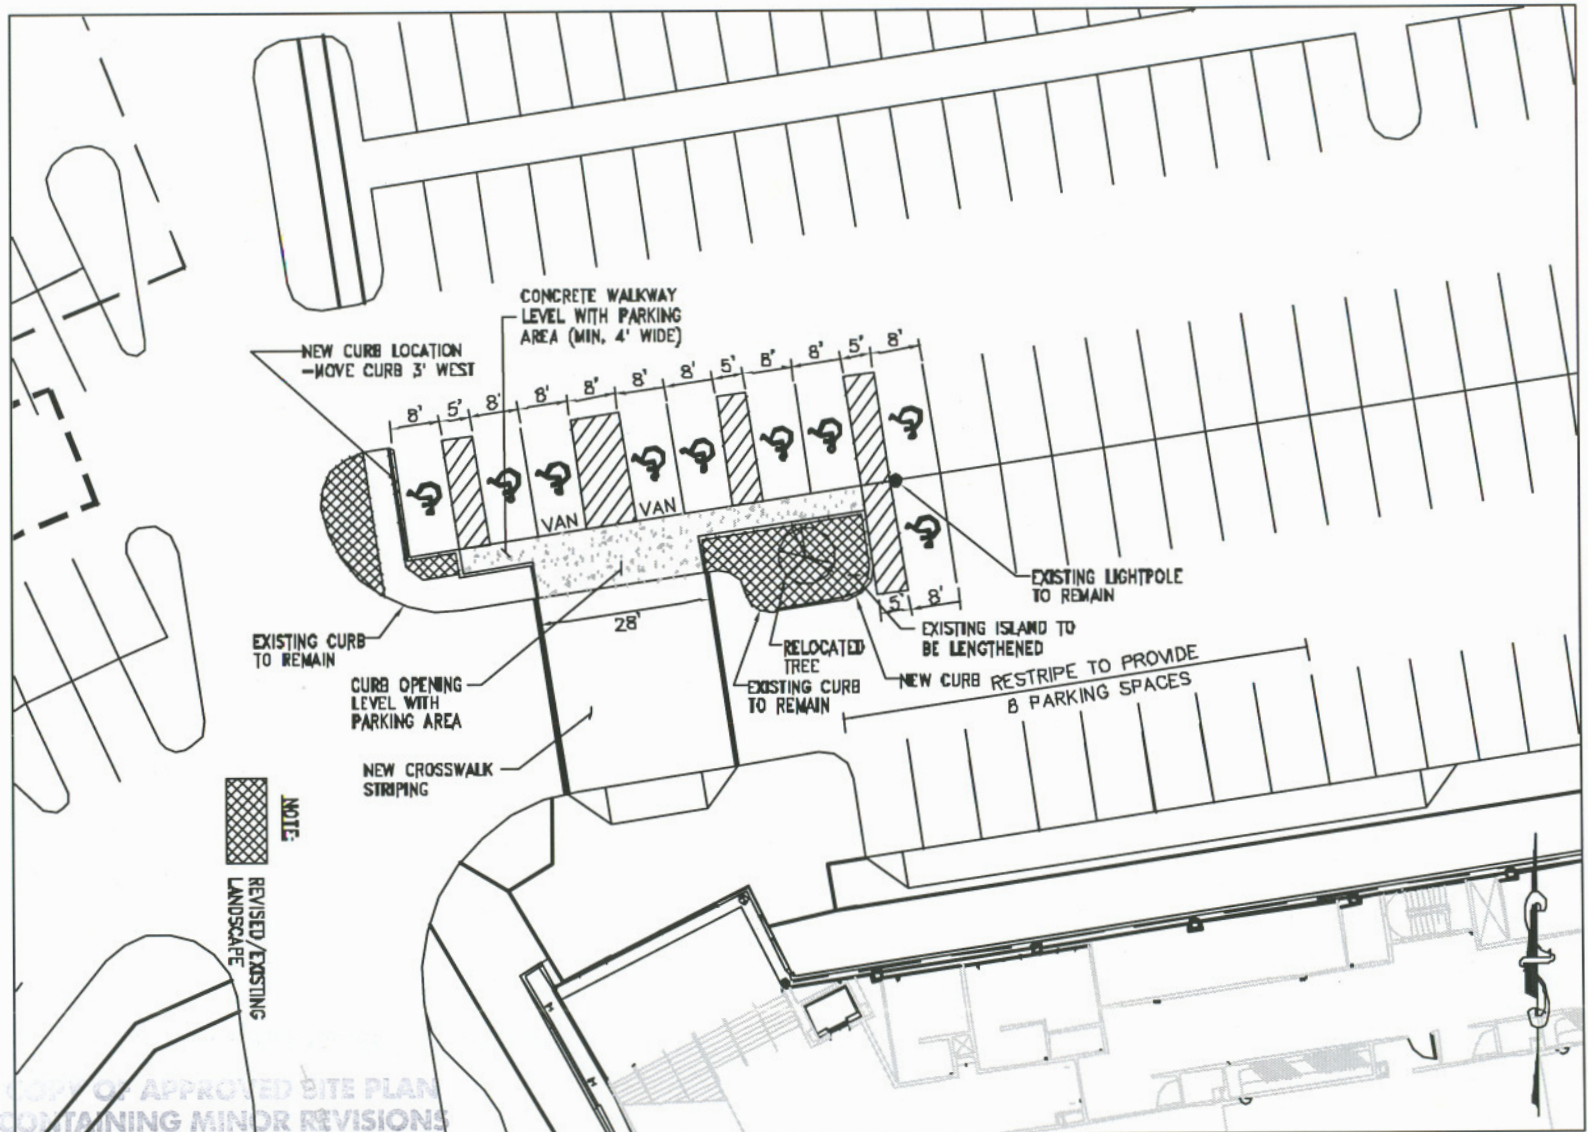 CONCRETE WALKWAY
LEVEL WITH PARKING
AREA (MIN. 4' WIDE)
NEW CURB LOCATION
-MOVE CURB 3' WEST
8' 5' 8' 8' 8' 8' 8' 5' 8' 8' 5' 8'
VAN
VAN
28'
5' 8'
EXISTING LIGHTPOLE
TO REMAIN
EXISTING CURB
TO REMAIN
EXISTING ISLAND TO
BE LENGTHENED
RELOCATED
TREE
EXISTING CURB
TO REMAIN
NEW CURB
RESTRIPE TO PROVIDE
8 PARKING SPACES
CURB OPENING
LEVEL WITH
PARKING AREA
NEW CROSSWALK
STRIPING
NOTE:
REVISED/EXISTING
LANDSCAPE
COPY OF APPROVED SITE PLAN
CONTAINING MINOR REVISIONS